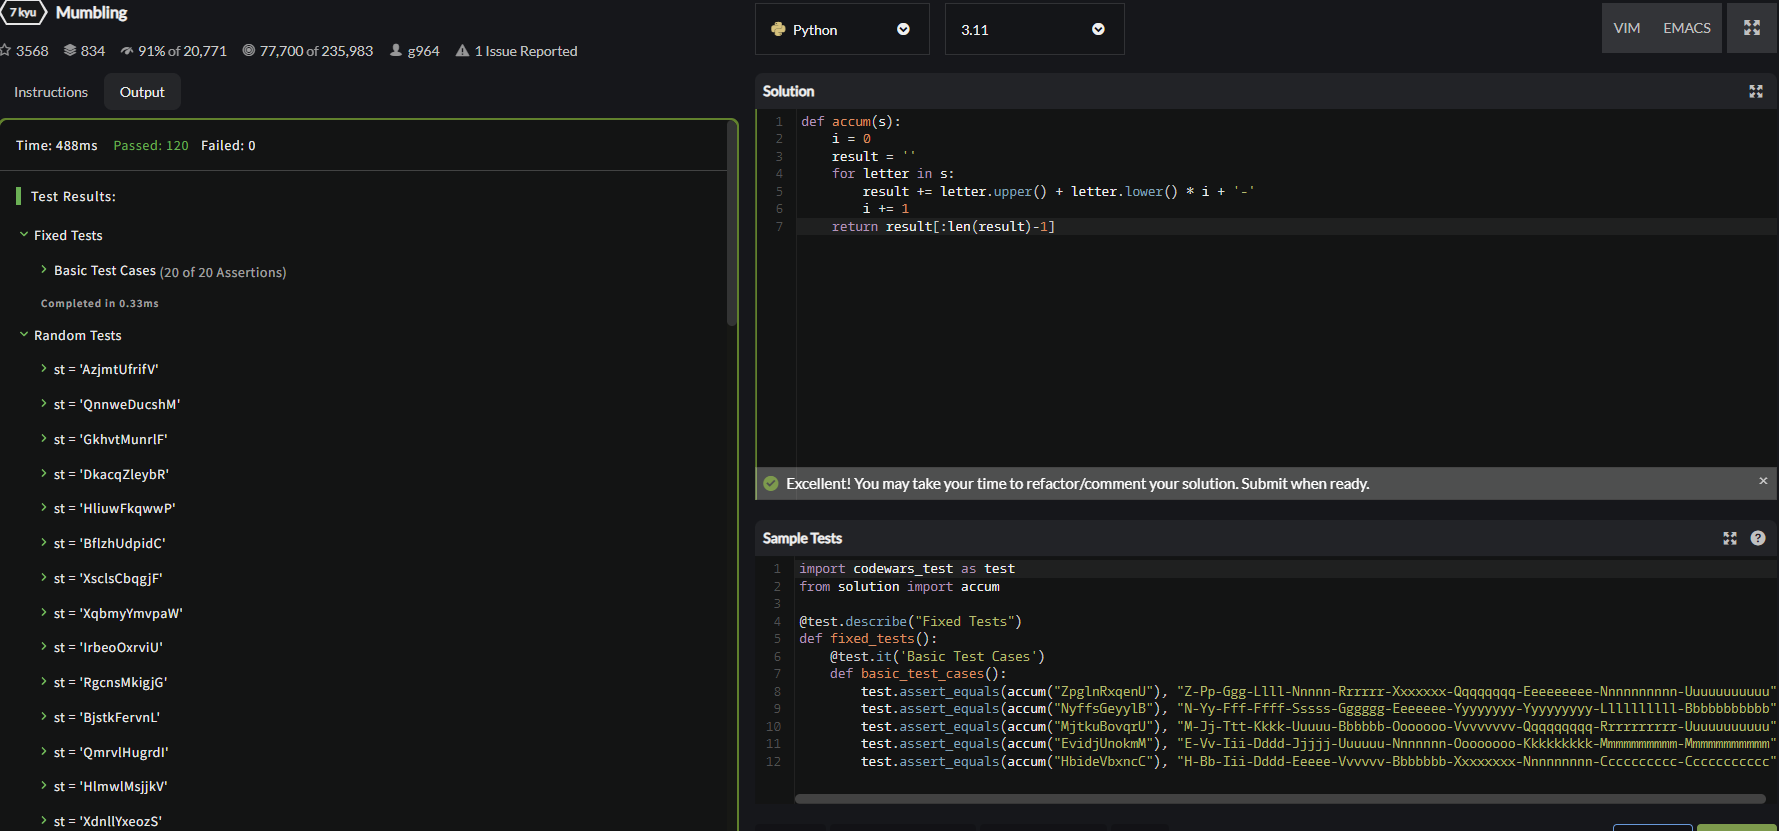 7 kyu Mumbling
3568 834 91% of 20,771 77,700 of 235,983 g964 1 Issue Reported
Instructions Output
Time: 488ms Passed: 120 Failed: 0
Test Results:
Fixed Tests
Basic Test Cases (20 of 20 Assertions)
Completed in 0.33ms
Random Tests
st = 'AzjmtUfrifV'
st = 'QnnweDucshM'
st = 'GkhvtMunrlF'
st = 'DkacqZleybR'
st = 'HliuwFkqwwP'
st = 'BflzhUdpidC'
st = 'XsclsCbqgjF'
st = 'XqbmyYmvpaW'
st = 'IrbeoOxrviU'
st = 'RgcnsMkigjG'
st = 'BjstkFervnL'
st = 'QmrvlHugrdI'
st = 'HlmwlMsjjkV'
st = 'XdnllYxeozS'
Python 3.11 VIM EMACS
Solution
1 def accum(s):
2 i = 0
3 result = ''
4 for letter in s:
5 result += letter.upper() + letter.lower() * i + '-'
6 i += 1
7 return result[:len(result)-1]
Excellent! You may take your time to refactor/comment your solution. Submit when ready. ×
Sample Tests ?
1 import codewars_test as test
2 from solution import accum
3
4 @test.describe("Fixed Tests")
5 def fixed_tests():
6 @test.it('Basic Test Cases')
7 def basic_test_cases():
8 test.assert_equals(accum("ZpglnRxqenU"), "Z-Pp-Ggg-Llll-Nnnnn-Rrrrrr-Xxxxxxx-Qqqqqqqq-Eeeeeeeee-Nnnnnnnnnn-Uuuuuuuuuuu"
9 test.assert_equals(accum("NyffsGeyylB"), "N-Yy-Fff-Ffff-Sssss-Gggggg-Eeeeeee-Yyyyyyyy-Yyyyyyyyy-Llllllllll-Bbbbbbbbbbb"
10 test.assert_equals(accum("MjtkuBovqrU"), "M-Jj-Ttt-Kkkk-Uuuuu-Bbbbbb-Ooooooo-Vvvvvvvv-Qqqqqqqqq-Rrrrrrrrrr-Uuuuuuuuuuu"
11 test.assert_equals(accum("EvidjUnokmM"), "E-Vv-Iii-Dddd-Jjjjj-Uuuuuu-Nnnnnnn-Oooooooo-Kkkkkkkkk-Mmmmmmmmmm-Mmmmmmmmmmm"
12 test.assert_equals(accum("HbideVbxncC"), "H-Bb-Iii-Dddd-Eeeee-Vvvvvv-Bbbbbbb-Xxxxxxxx-Nnnnnnnnn-Cccccccccc-Ccccccccccc"